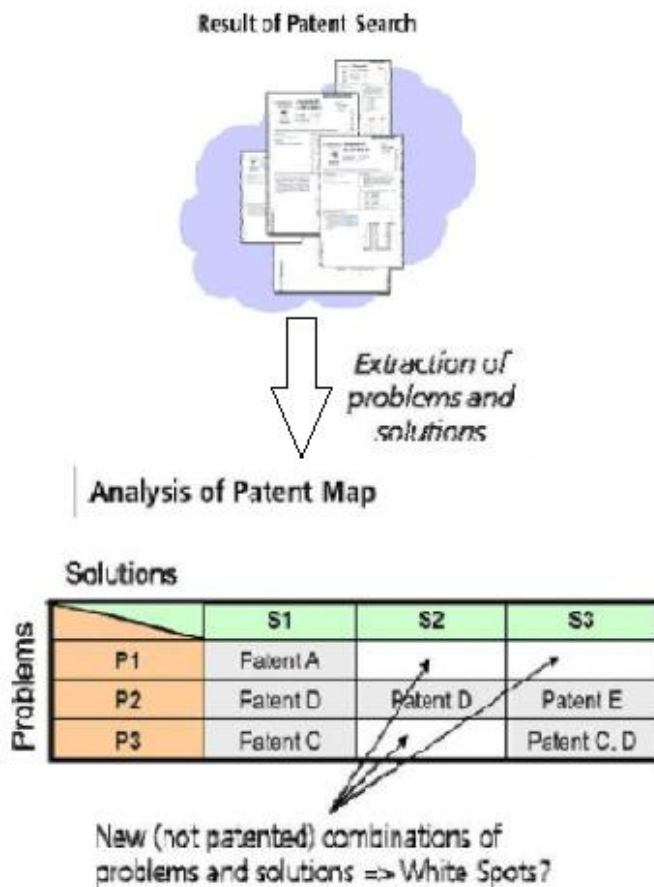 Result of Patent Search
Extraction of
problems and
solutions
Analysis of Patent Map
Solutions
Problems
S1 S2 S3
P1 Patent A
P2 Patent D Patent D Patent E
P3 Patent C Patent C, D
New (not patented) combinations of
problems and solutions => White Spots?